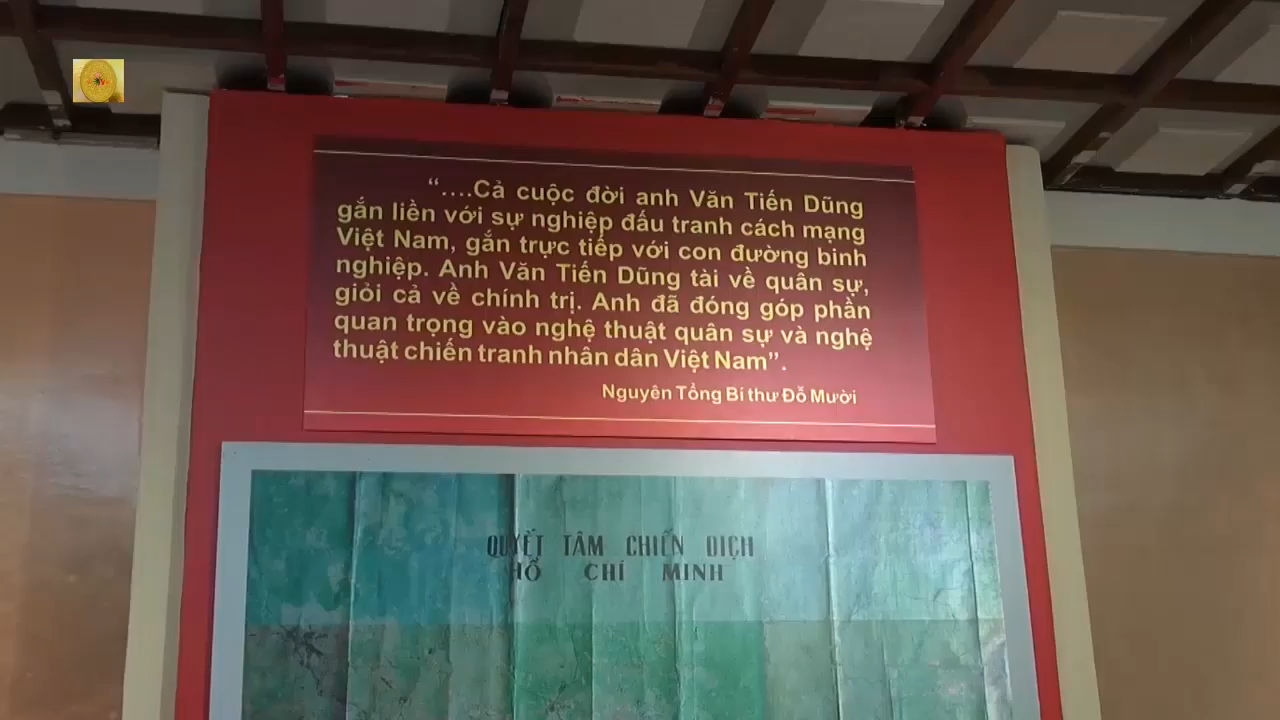 “....Cả cuộc đời anh Văn Tiến Dũng
gắn liền với sự nghiệp đấu tranh cách mạng
Việt Nam, gắn trực tiếp với con đường binh
nghiệp. Anh Văn Tiến Dũng tài về quân sự,
giỏi cả về chính trị. Anh đã đóng góp phần
quan trọng vào nghệ thuật quân sự và nghệ
thuật chiến tranh nhân dân Việt Nam”.
Nguyên Tổng Bí thư Đỗ Mười
QUYẾT TÂM CHIẾN DỊCH
HỒ CHÍ MINH